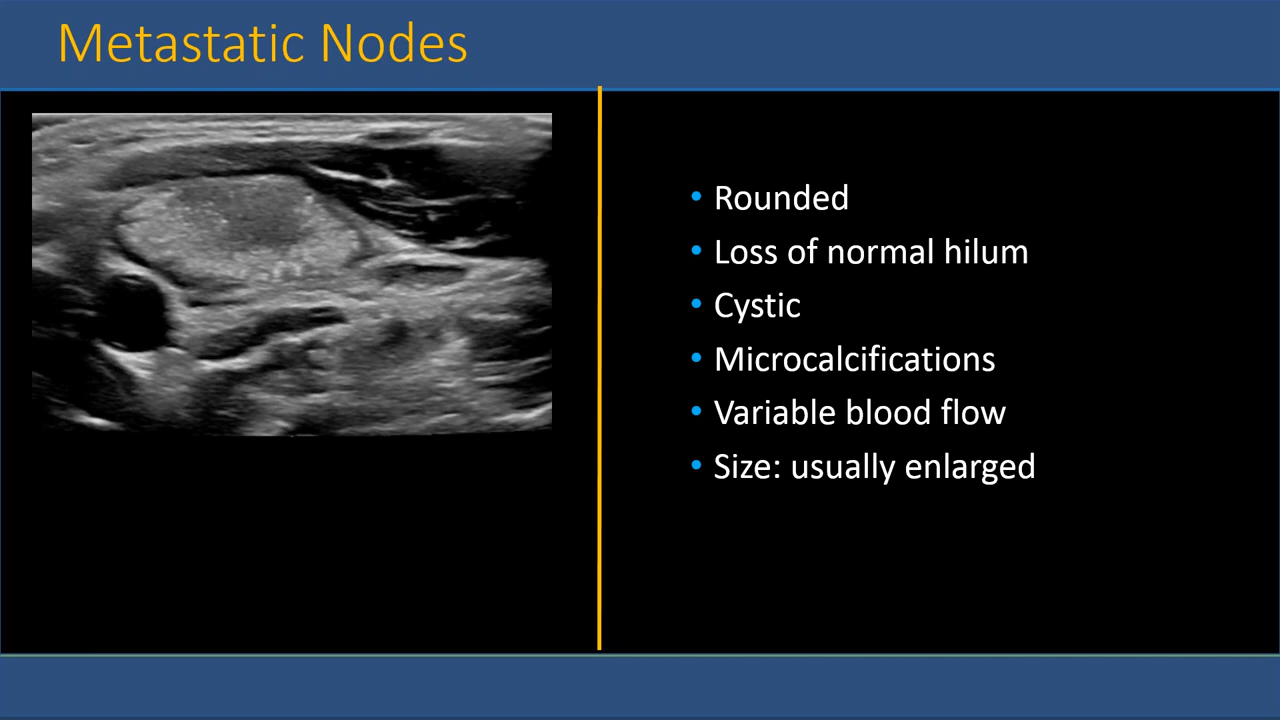 Metastatic Nodes
• Rounded
• Loss of normal hilum
• Cystic
• Microcalcifications
• Variable blood flow
• Size: usually enlarged